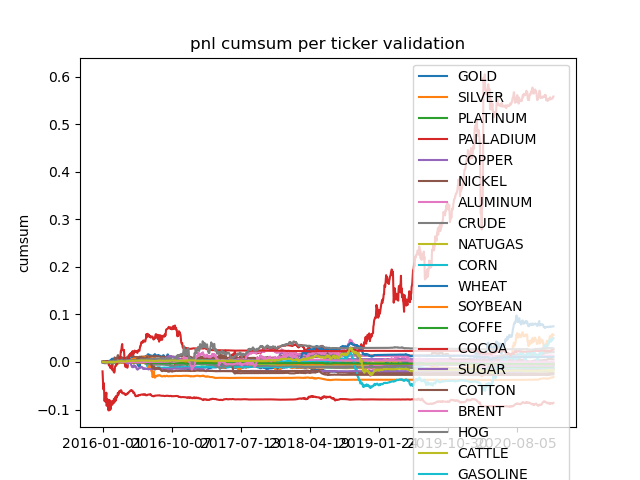 pnl cumsum per ticker validation
cumsum
0.6
0.5
0.4
0.3
0.2
0.1
0.0
−0.1
2016-01-01
2016-10-07
2017-07-13
2018-04-19
2019-01-24
2019-10-30
2020-08-05
GOLD
SILVER
PLATINUM
PALLADIUM
COPPER
NICKEL
ALUMINUM
CRUDE
NATUGAS
CORN
WHEAT
SOYBEAN
COFFE
COCOA
SUGAR
COTTON
BRENT
HOG
CATTLE
GASOLINE